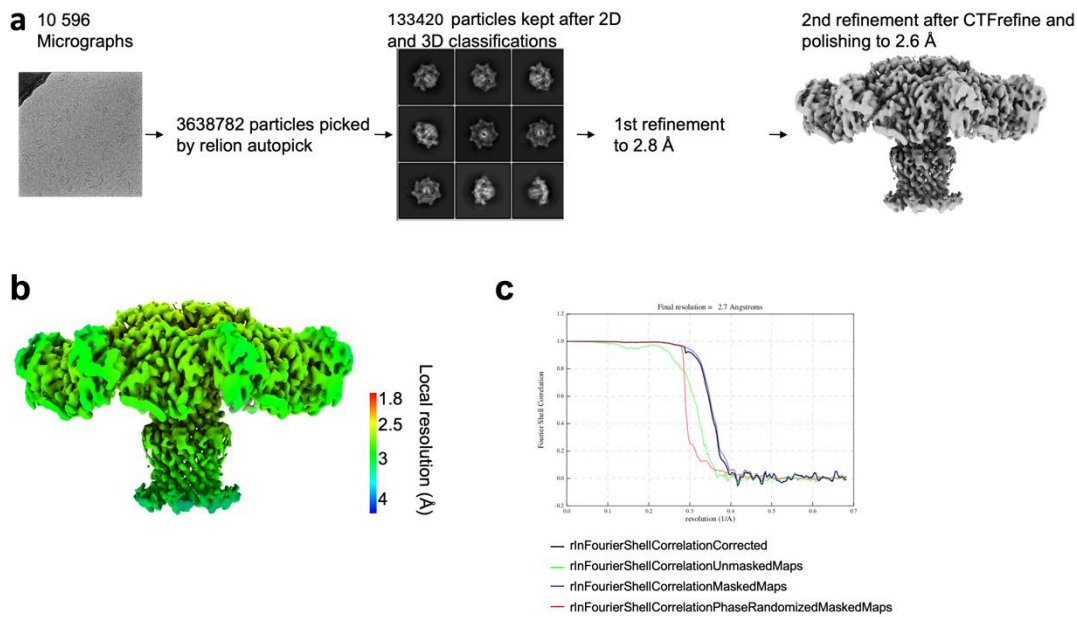 a
10 596
Micrographs
3638782 particles picked
by relion autopick
133420 particles kept after 2D
and 3D classifications
1st refinement
to 2.8 Å
2nd refinement after CTFrefine and
polishing to 2.6 Å
b
1.8
2.5
3
4
Local resolution (Å)
c
Final resolution = 2.7 Angstroms
1.2
1.0
0.8
0.6
0.4
0.2
0.0
-0.2
Fourier Shell Correlation
0.0 0.1 0.2 0.3 0.4 0.5 0.6 0.7
resolution (1/A)
rlnFourierShellCorrelationCorrected
rlnFourierShellCorrelationUnmaskedMaps
rlnFourierShellCorrelationMaskedMaps
rlnFourierShellCorrelationPhaseRandomizedMaskedMaps